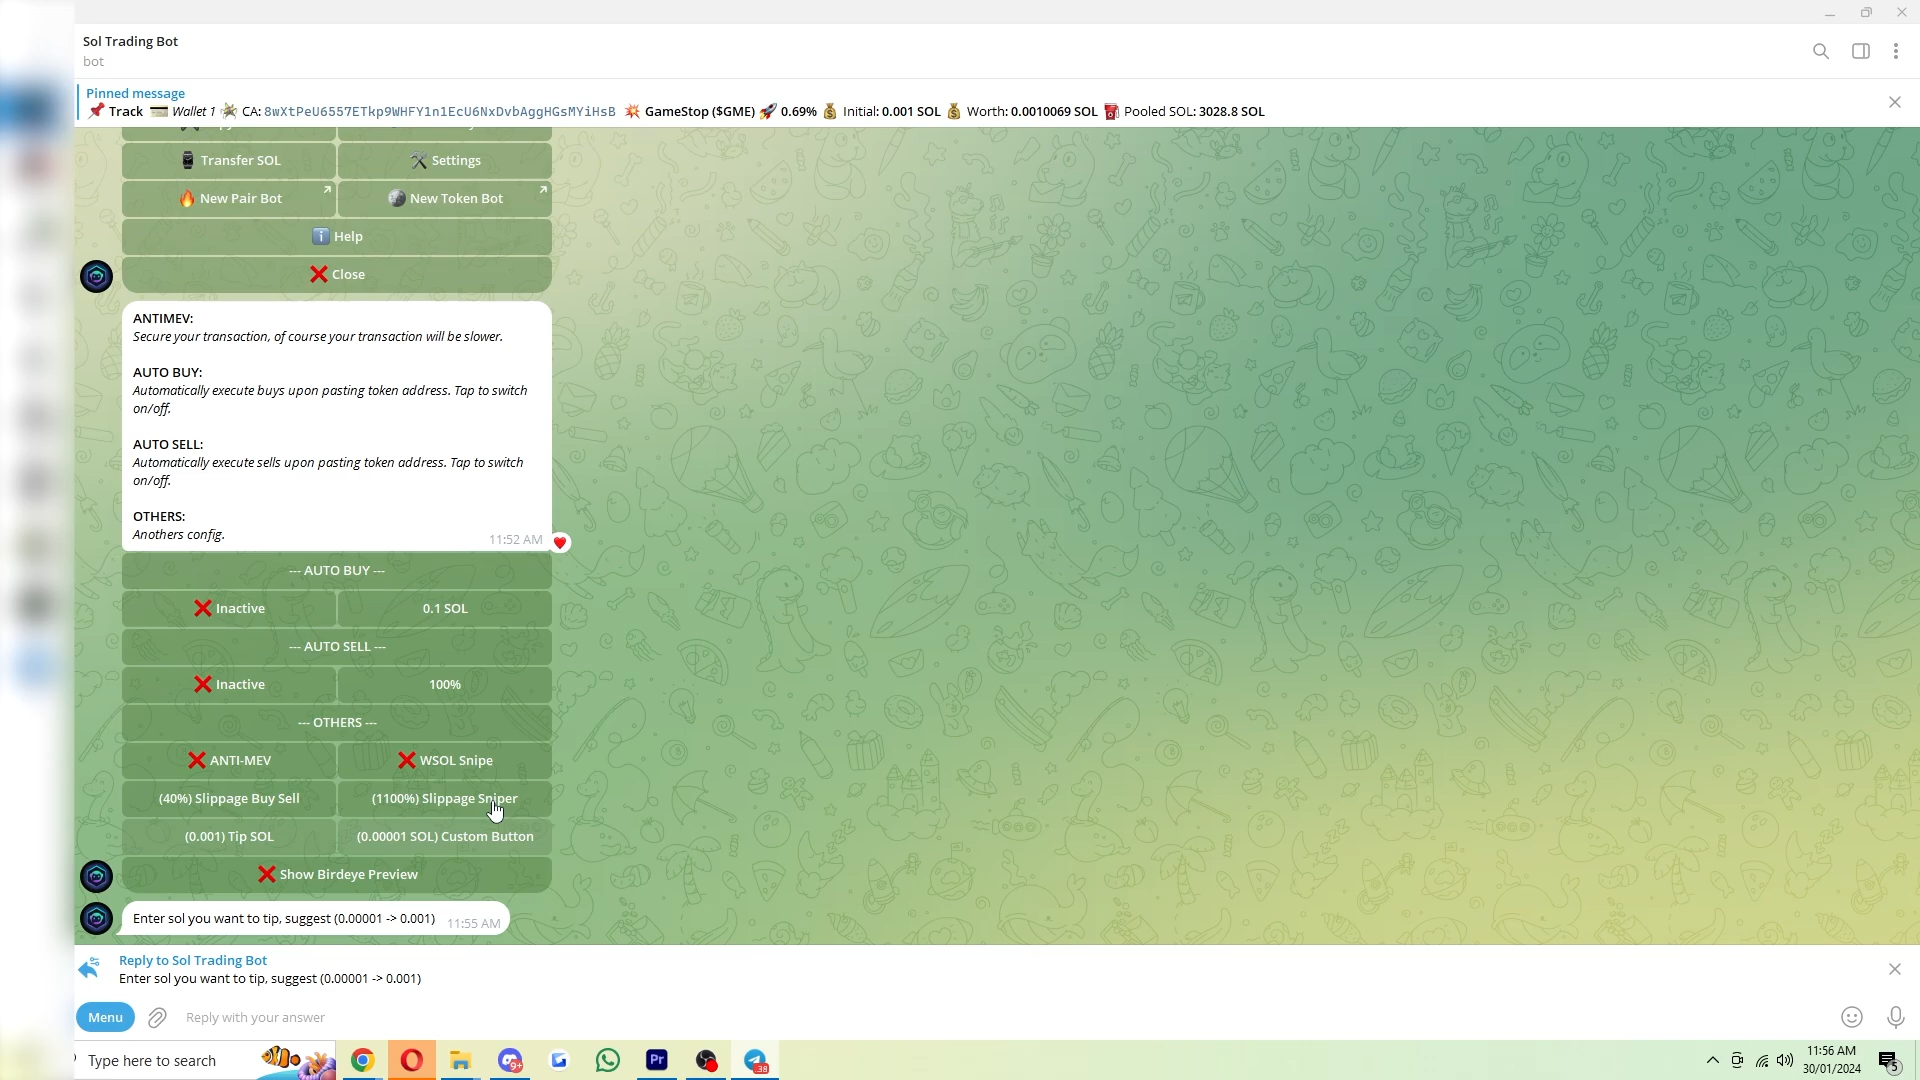 Sol Trading Bot
bot
Pinned message
📌 Track 💳 Wallet 1 CA: 8wXtPeU6557ETkp9WHFY1n1EcU6NxDvbAggHGsMYiHsB 💥 GameStop ($GME) 🚀 0.69% 💰 Initial: 0.001 SOL 💰 Worth: 0.0010069 SOL Pooled SOL: 3028.8 SOL
Transfer SOL
🛠 Settings
🔥 New Pair Bot
New Token Bot
ℹ️ Help
❌ Close
ANTIMEV:
Secure your transaction, of course your transaction will be slower.
AUTO BUY:
Automatically execute buys upon pasting token address. Tap to switch
on/off.
AUTO SELL:
Automatically execute sells upon pasting token address. Tap to switch
on/off.
OTHERS:
Anothers config.
11:52 AM
--- AUTO BUY ---
❌ Inactive
0.1 SOL
--- AUTO SELL ---
❌ Inactive
100%
--- OTHERS ---
❌ ANTI-MEV
❌ WSOL Snipe
(40%) Slippage Buy Sell
(1100%) Slippage Sniper
(0.001) Tip SOL
(0.00001 SOL) Custom Button
❌ Show Birdeye Preview
Enter sol you want to tip, suggest (0.00001 -> 0.001)
11:55 AM
Reply to Sol Trading Bot
Enter sol you want to tip, suggest (0.00001 -> 0.001)
Menu
Reply with your answer
Type here to search
9+
Pr
38
11:56 AM
30/01/2024
5